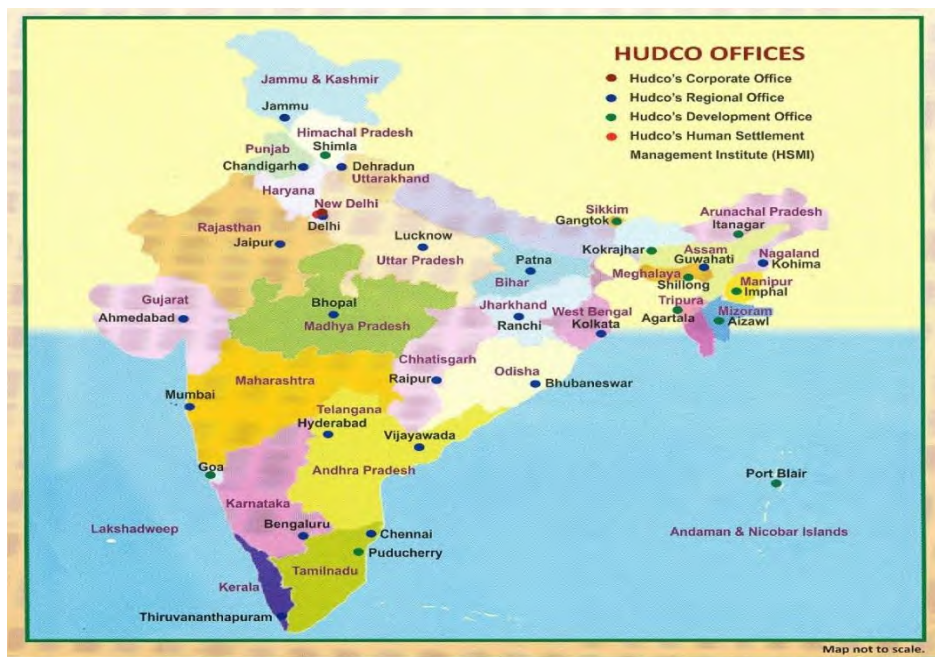 HUDCO OFFICES
Hudco's Corporate Office
Hudco's Regional Office
Hudco's Development Office
Hudco's Human Settlement
Management Institute (HSMI)
Jammu & Kashmir
Jammu
Himachal Pradesh
Shimla
Punjab
Chandigarh
Dehradun
Uttarakhand
Haryana
New Delhi
Delhi
Rajasthan
Jaipur
Lucknow
Uttar Pradesh
Sikkim
Gangtok
Arunachal Pradesh
Itanagar
Kokrajhar
Assam
Guwahati
Nagaland
Kohima
Patna
Bihar
Meghalaya
Shillong
Manipur
Imphal
Gujarat
Ahmedabad
Bhopal
Madhya Pradesh
Jharkhand
Ranchi
West Bengal
Kolkata
Tripura
Agartala
Mizoram
Aizawl
Chhatisgarh
Raipur
Odisha
Bhubaneswar
Maharashtra
Mumbai
Telangana
Hyderabad
Vijayawada
Goa
Andhra Pradesh
Port Blair
Karnataka
Bengaluru
Chennai
Lakshadweep
Andaman & Nicobar Islands
Puducherry
Tamilnadu
Kerala
Thiruvananthapuram
Map not to scale.